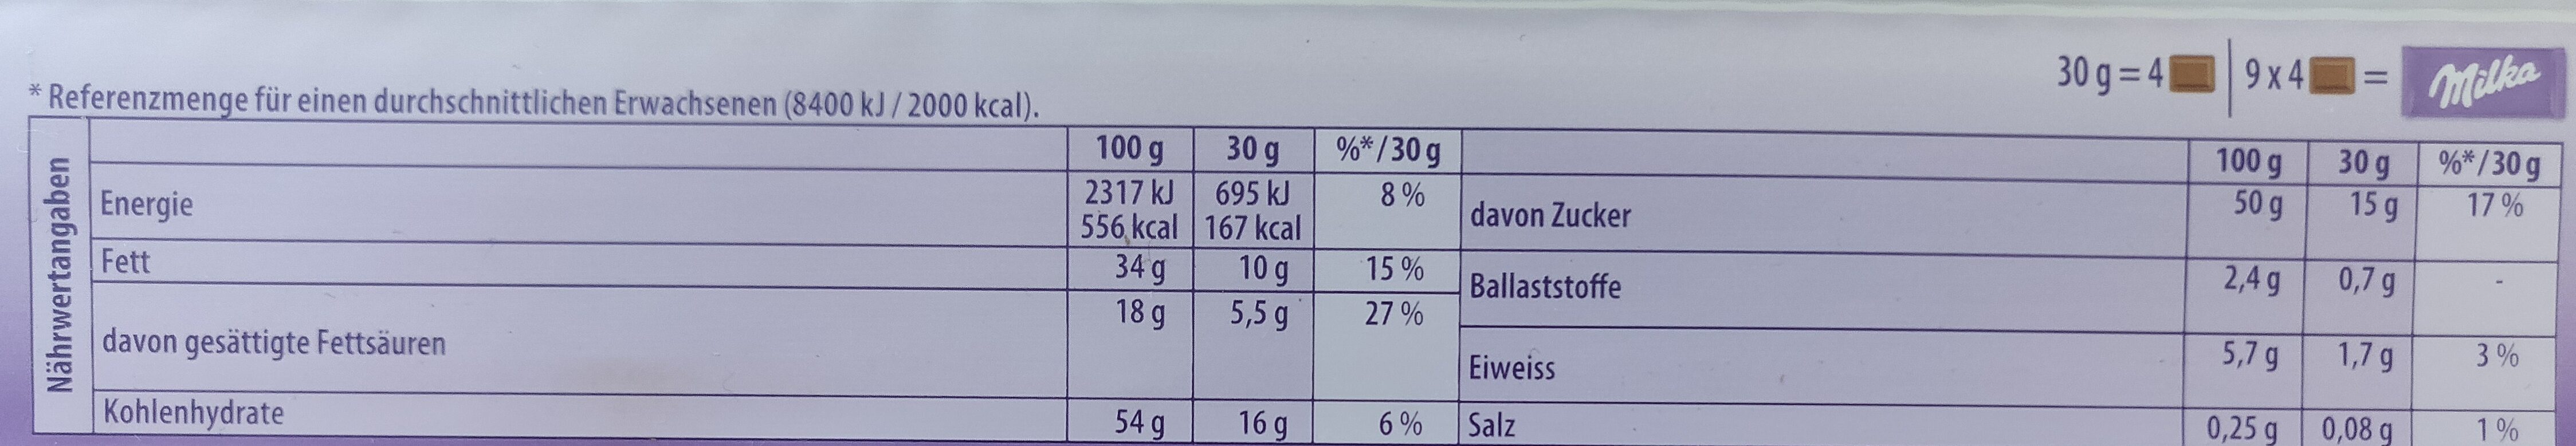 30 g = 4 | 9 x 4 = Milka
* Referenzmenge für einen durchschnittlichen Erwachsenen (8400 kJ / 2000 kcal).
Nährwertangaben
100 g 30 g %*/30 g
Energie 2317 kJ 695 kJ 8 %
556 kcal 167 kcal
Fett 34 g 10 g 15 %
davon gesättigte Fettsäuren 18 g 5,5 g 27 %
Kohlenhydrate 54 g 16 g 6 %
100 g 30 g %*/30 g
davon Zucker 50 g 15 g 17 %
Ballaststoffe 2,4 g 0,7 g -
Eiweiss 5,7 g 1,7 g 3 %
Salz 0,25 g 0,08 g 1 %